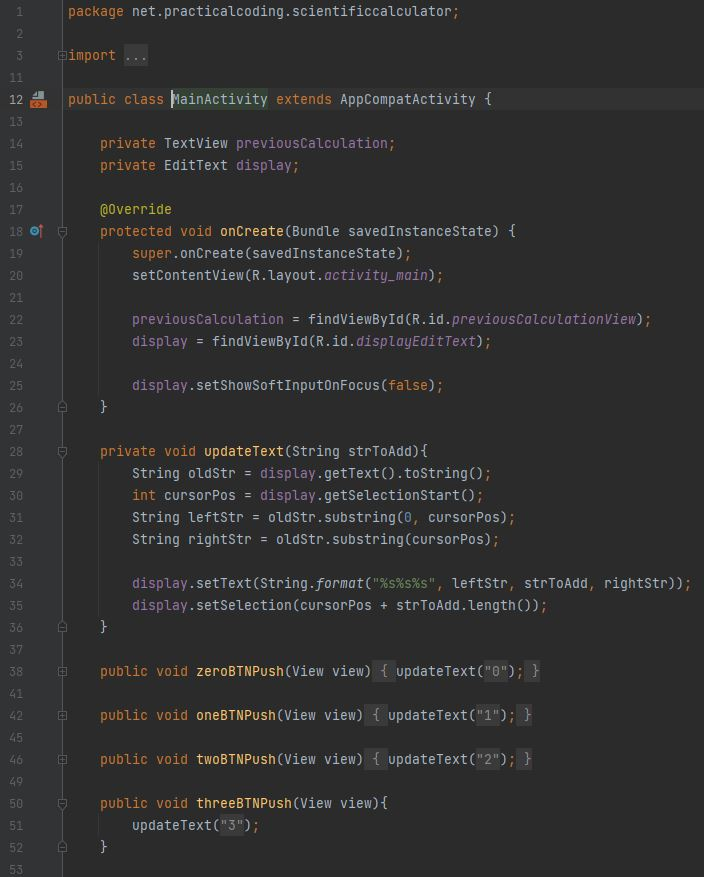 1 package net.practicalcoding.scientificcalculator;
2
3 import ...
11
12 public class MainActivity extends AppCompatActivity {
13
14     private TextView previousCalculation;
15     private EditText display;
16
17     @Override
18     protected void onCreate(Bundle savedInstanceState) {
19         super.onCreate(savedInstanceState);
20         setContentView(R.layout.activity_main);
21
22         previousCalculation = findViewById(R.id.previousCalculationView);
23         display = findViewById(R.id.displayEditText);
24
25         display.setShowSoftInputOnFocus(false);
26     }
27
28     private void updateText(String strToAdd){
29         String oldStr = display.getText().toString();
30         int cursorPos = display.getSelectionStart();
31         String leftStr = oldStr.substring(0, cursorPos);
32         String rightStr = oldStr.substring(cursorPos);
33
34         display.setText(String.format("%s%s%s", leftStr, strToAdd, rightStr));
35         display.setSelection(cursorPos + strToAdd.length());
36     }
37
38     public void zeroBTNPush(View view) { updateText("0"); }
41
42     public void oneBTNPush(View view) { updateText("1"); }
45
46     public void twoBTNPush(View view) { updateText("2"); }
49
50     public void threeBTNPush(View view){
51         updateText("3");
52     }
53